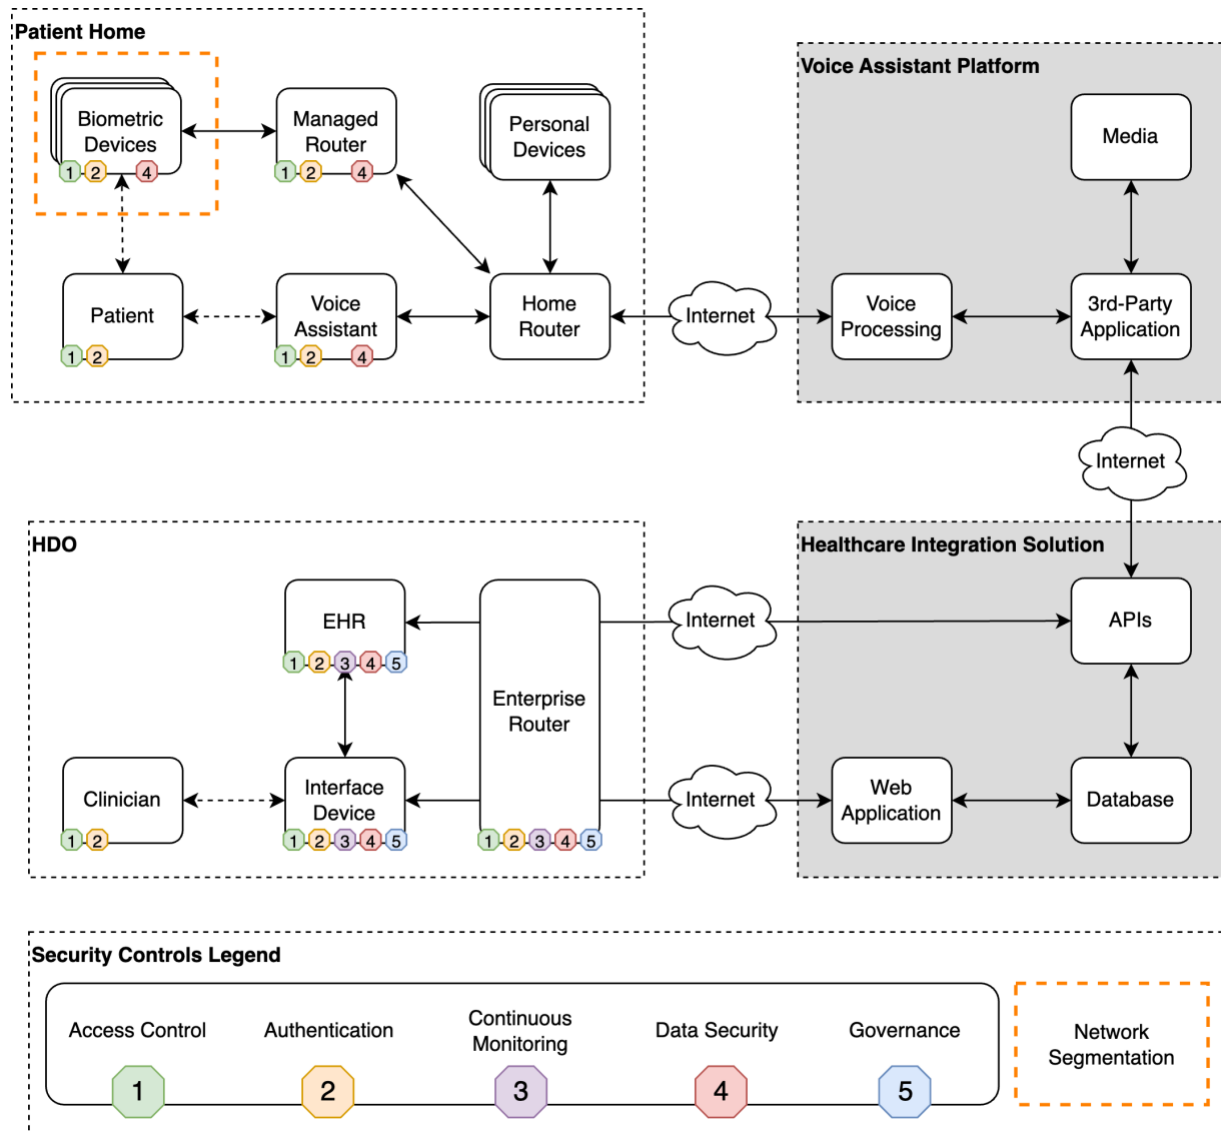 Patient Home
Biometric
Devices
1 2 4
Managed
Router
1 2 4
Personal
Devices
Patient
1 2
Voice
Assistant
1 2 4
Home
Router
Internet
Voice Assistant Platform
Media
Voice
Processing
3rd-Party
Application
Internet
HDO
EHR
1 2 3 4 5
Enterprise
Router
1 2 3 4 5
Clinician
1 2
Interface
Device
1 2 3 4 5
Internet
Internet
Healthcare Integration Solution
APIs
Web
Application
Database
Security Controls Legend
Access Control
1
Authentication
2
Continuous
Monitoring
3
Data Security
4
Governance
5
Network
Segmentation